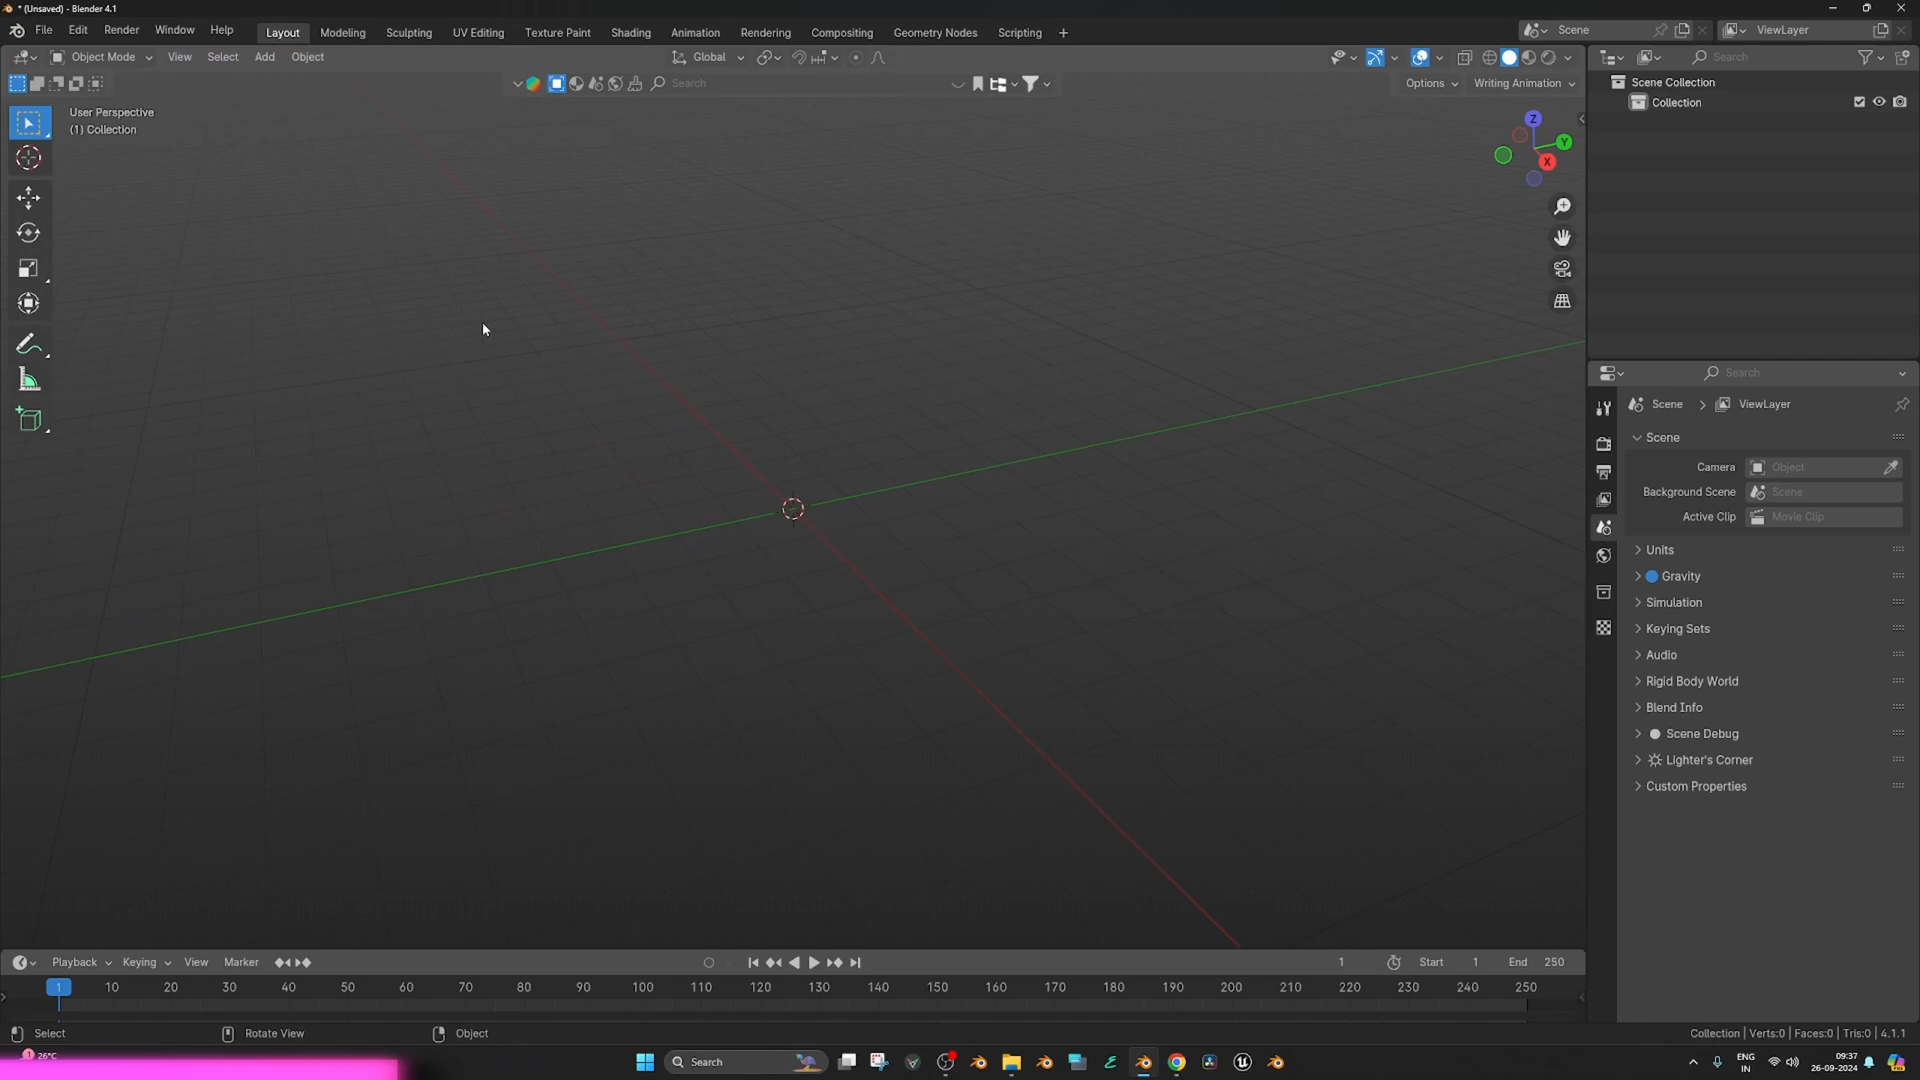 * (Unsaved) - Blender 4.1
File Edit Render Window Help Layout Modeling Sculpting UV Editing Texture Paint Shading Animation Rendering Compositing Geometry Nodes Scripting + Scene ViewLayer
Object Mode View Select Add Object Global Search
Search Options Writing Animation
Scene Collection
Collection
User Perspective
(1) Collection
Z
Y
X
Search
Scene ViewLayer
Scene
Camera Object
Background Scene Scene
Active Clip Movie Clip
Units
Gravity
Simulation
Keying Sets
Audio
Rigid Body World
Blend Info
Scene Debug
Lighter's Corner
Custom Properties
Playback Keying View Marker 1 Start 1 End 250
1 10 20 30 40 50 60 70 80 90 100 110 120 130 140 150 160 170 180 190 200 210 220 230 240 250
Select Rotate View Object Collection | Verts:0 | Faces:0 | Tris:0 | 4.1.1
1 26°C
Search
ENG
IN
09:37
26-09-2024